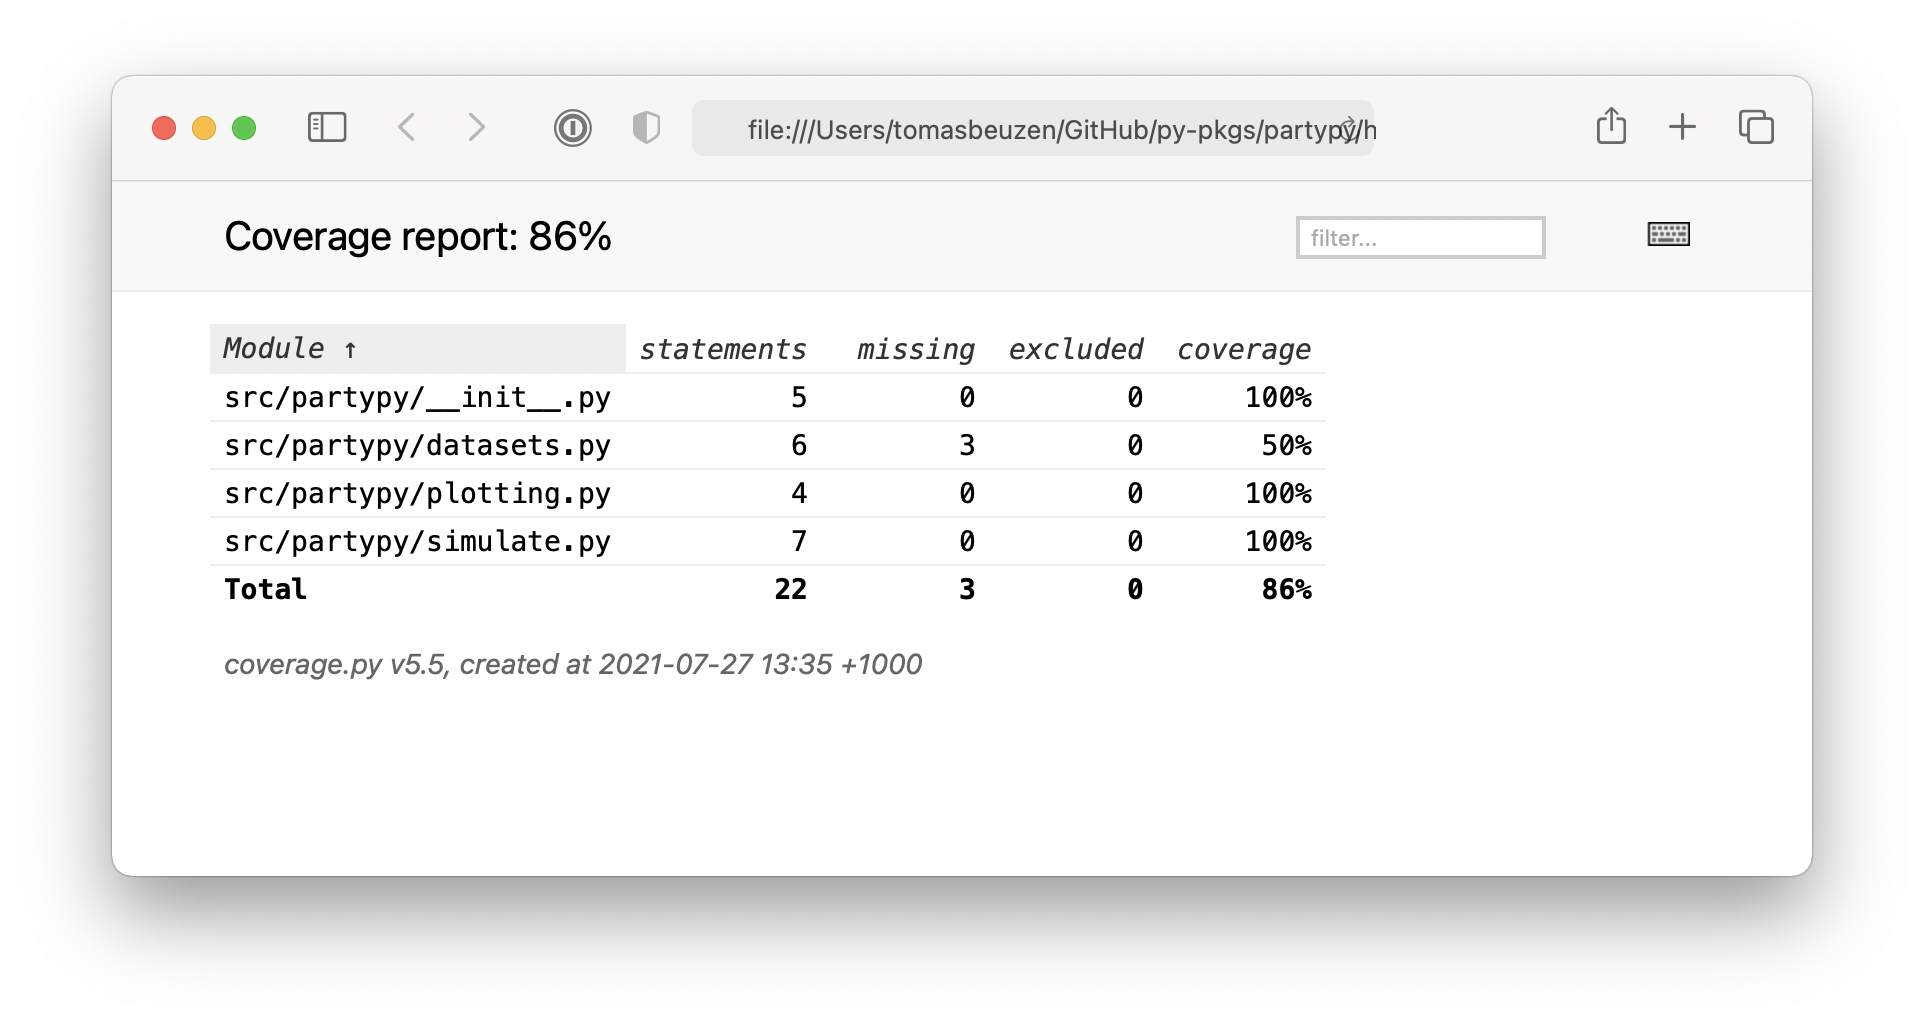 file:///Users/tomasbeuzen/GitHub/py-pkgs/partypy/h
Coverage report: 86%
filter...
Module ↑ statements missing excluded coverage
src/partypy/__init__.py 5 0 0 100%
src/partypy/datasets.py 6 3 0 50%
src/partypy/plotting.py 4 0 0 100%
src/partypy/simulate.py 7 0 0 100%
Total 22 3 0 86%
coverage.py v5.5, created at 2021-07-27 13:35 +1000